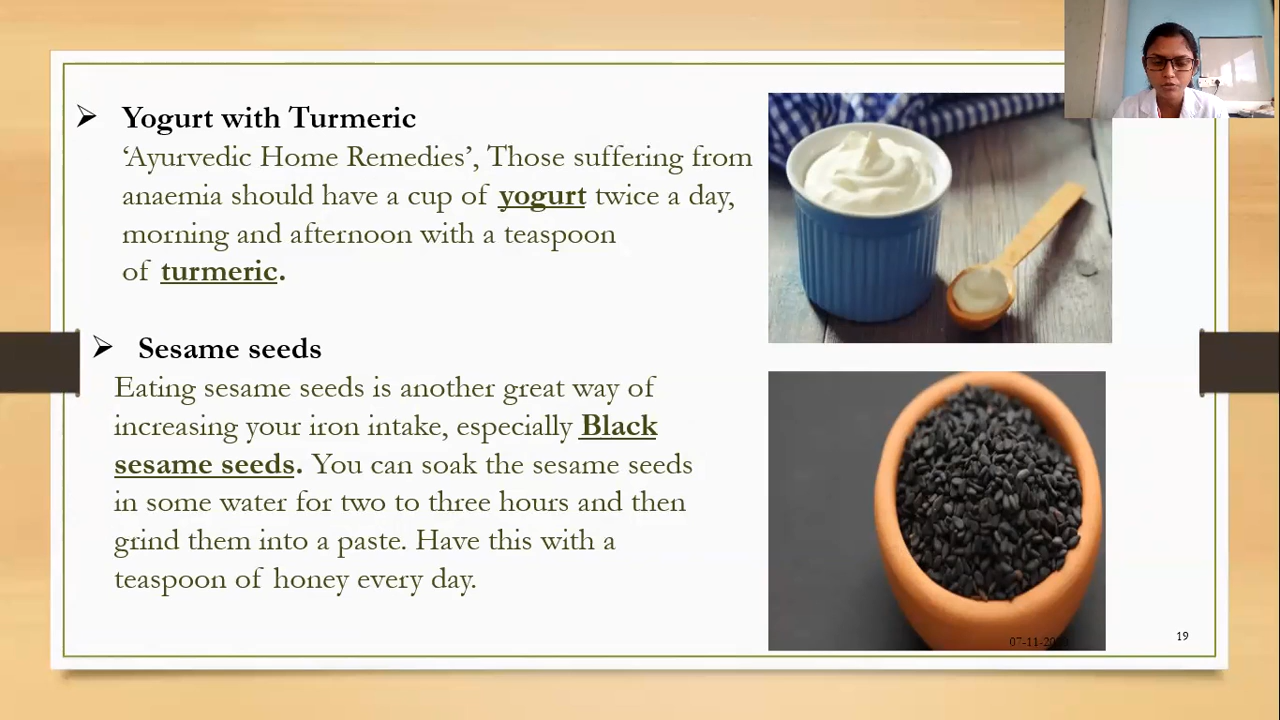 ➢ Yogurt with Turmeric
‘Ayurvedic Home Remedies’, Those suffering from
anaemia should have a cup of yogurt twice a day,
morning and afternoon with a teaspoon
of turmeric.
➢ Sesame seeds
Eating sesame seeds is another great way of
increasing your iron intake, especially Black
sesame seeds. You can soak the sesame seeds
in some water for two to three hours and then
grind them into a paste. Have this with a
teaspoon of honey every day.
19